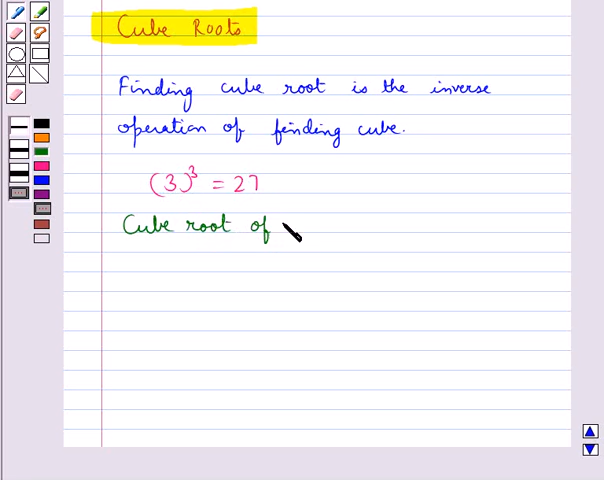 Cube Roots
Finding cube root is the inverse
operation of finding cube.
(3)³ = 27
Cube root of